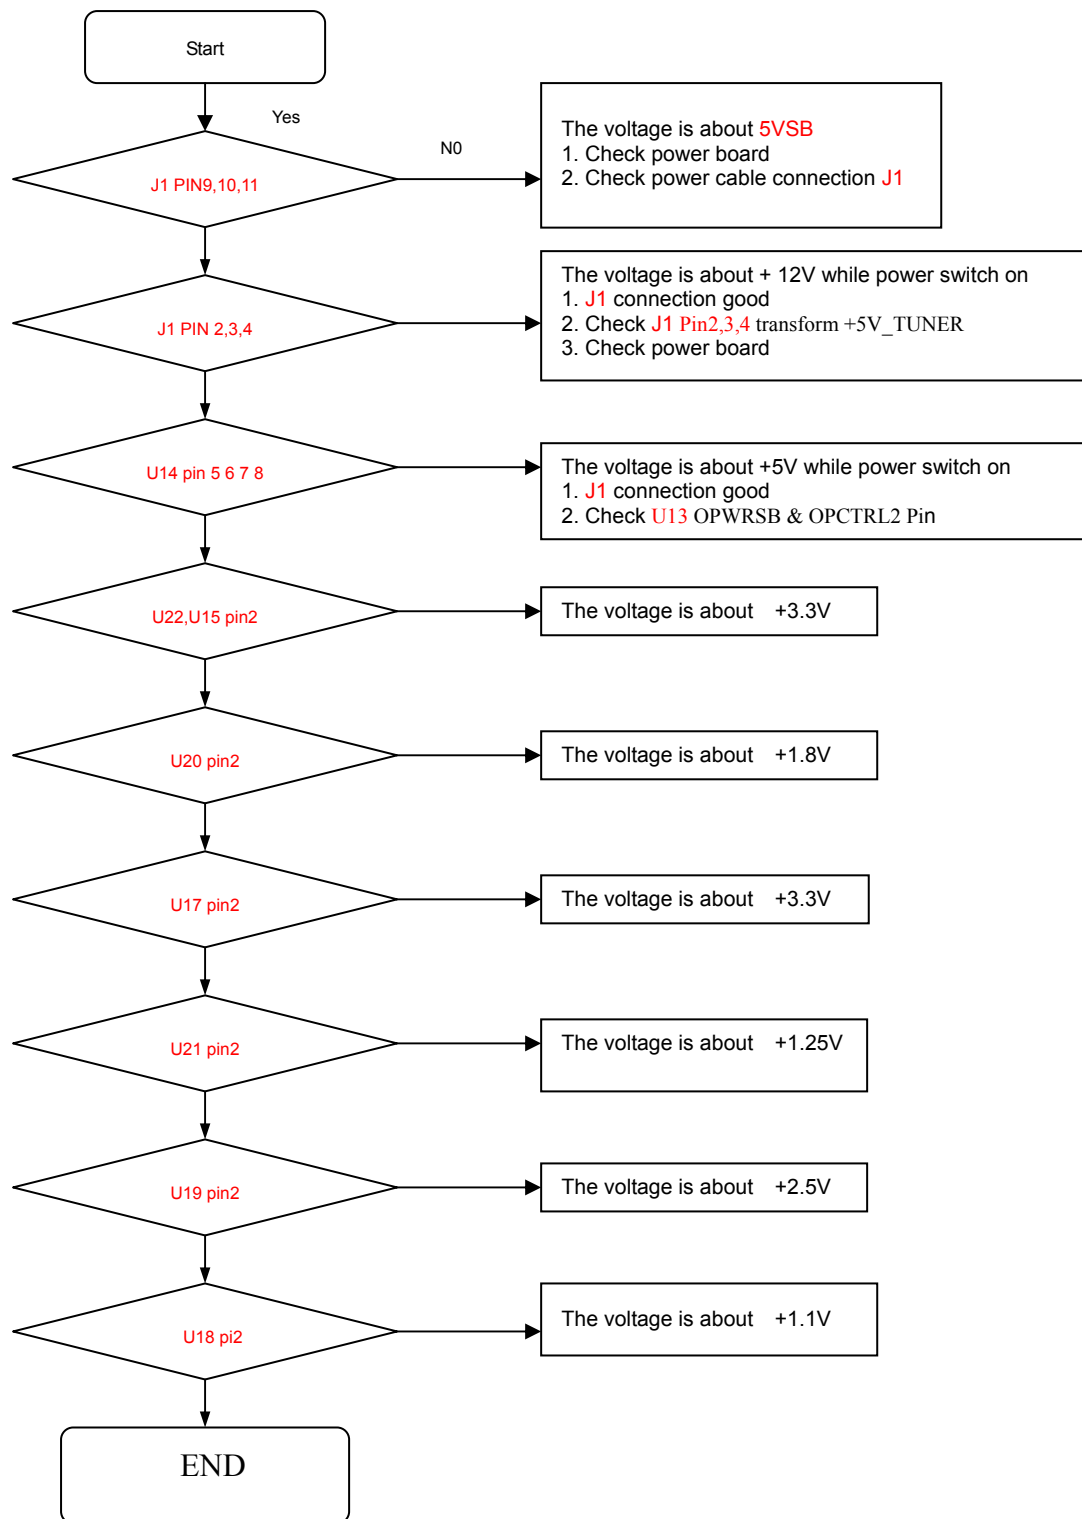 Start
Yes
N0
J1 PIN9,10,11
The voltage is about 5VSB
1. Check power board
2. Check power cable connection J1
J1 PIN 2,3,4
The voltage is about + 12V while power switch on
1. J1 connection good
2. Check J1 Pin2,3,4 transform +5V_TUNER
3. Check power board
U14 pin 5 6 7 8
The voltage is about +5V while power switch on
1. J1 connection good
2. Check U13 OPWRSB & OPCTRL2 Pin
U22,U15 pin2
The voltage is about +3.3V
U20 pin2
The voltage is about +1.8V
U17 pin2
The voltage is about +3.3V
U21 pin2
The voltage is about +1.25V
U19 pin2
The voltage is about +2.5V
U18 pi2
The voltage is about +1.1V
END